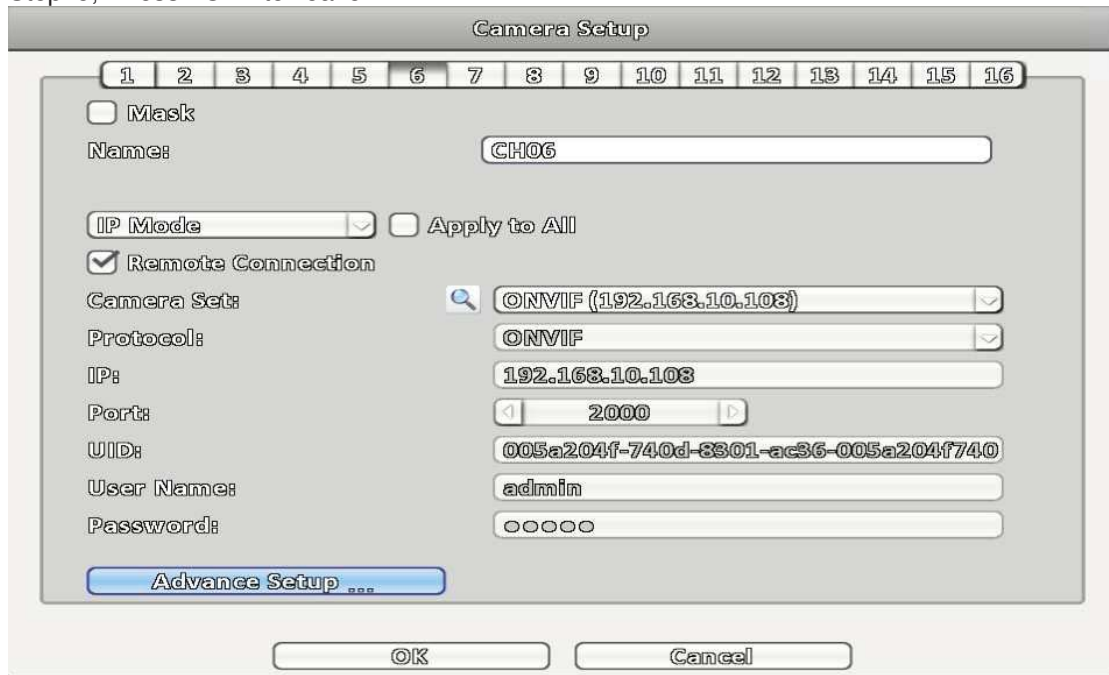 Camera Setup
1 2 3 4 5 6 7 8 9 10 11 12 13 14 15 16
Mask
Name: CH06
IP Mode Apply to All
Remote Connection
Camera Set: ONVIF (192.168.10.108)
Protocol: ONVIF
IP: 192.168.10.108
Port: 2000
UID: 005a204f-740d-8301-ac36-005a204f740
User Name: admin
Password: ooooo
Advance Setup ...
OK Cancel